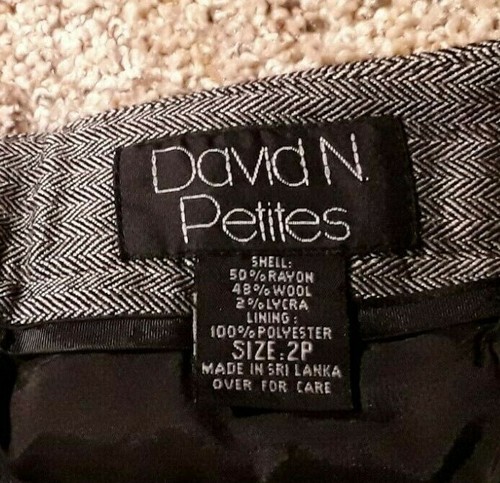 David N.
Petites
SHELL:
50% RAYON
48% WOOL
2% LYCRA
LINING:
100% POLYESTER
SIZE: 2P
MADE IN SRI LANKA
OVER FOR CARE